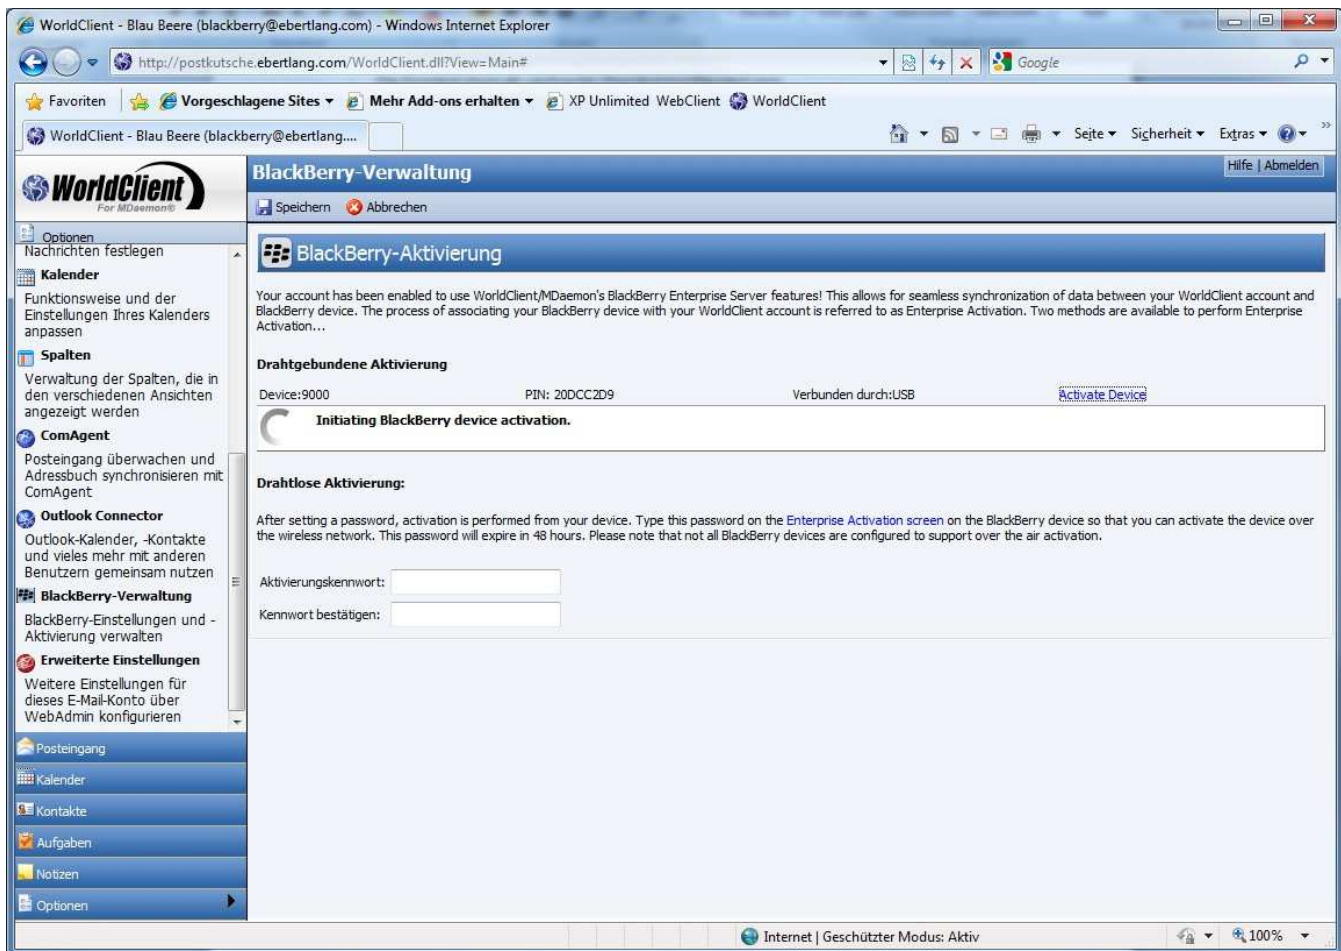 WorldClient - Blau Beere (blackberry@ebertlang.com) - Windows Internet Explorer
http://postkutsche.ebertlang.com/WorldClient.dll?View=Main#
Google
Favoriten
Vorgeschlagene Sites
Mehr Add-ons erhalten
XP Unlimited WebClient
WorldClient
WorldClient - Blau Beere (blackberry@ebertlang....
Seite
Sicherheit
Extras
WorldClient
For MDaemon®
BlackBerry-Verwaltung
Hilfe | Abmelden
Speichern
Abbrechen
Optionen
Nachrichten festlegen
Kalender
Funktionsweise und der
Einstellungen Ihres Kalenders
anpassen
Spalten
Verwaltung der Spalten, die in
den verschiedenen Ansichten
angezeigt werden
ComAgent
Posteingang überwachen und
Adressbuch synchronisieren mit
ComAgent
Outlook Connector
Outlook-Kalender, -Kontakte
und vieles mehr mit anderen
Benutzern gemeinsam nutzen
BlackBerry-Verwaltung
BlackBerry-Einstellungen und -
Aktivierung verwalten
Erweiterte Einstellungen
Weitere Einstellungen für
dieses E-Mail-Konto über
WebAdmin konfigurieren
Posteingang
Kalender
Kontakte
Aufgaben
Notizen
Optionen
BlackBerry-Aktivierung
Your account has been enabled to use WorldClient/MDaemon's BlackBerry Enterprise Server features! This allows for seamless synchronization of data between your WorldClient account and
BlackBerry device. The process of associating your BlackBerry device with your WorldClient account is referred to as Enterprise Activation. Two methods are available to perform Enterprise
Activation...
Drahtgebundene Aktivierung
Device:9000 PIN: 20DCC2D9 Verbunden durch:USB Activate Device
Initiating BlackBerry device activation.
Drahtlose Aktivierung:
After setting a password, activation is performed from your device. Type this password on the Enterprise Activation screen on the BlackBerry device so that you can activate the device over
the wireless network. This password will expire in 48 hours. Please note that not all BlackBerry devices are configured to support over the air activation.
Aktivierungskennwort:
Kennwort bestätigen:
Internet | Geschützter Modus: Aktiv
100%